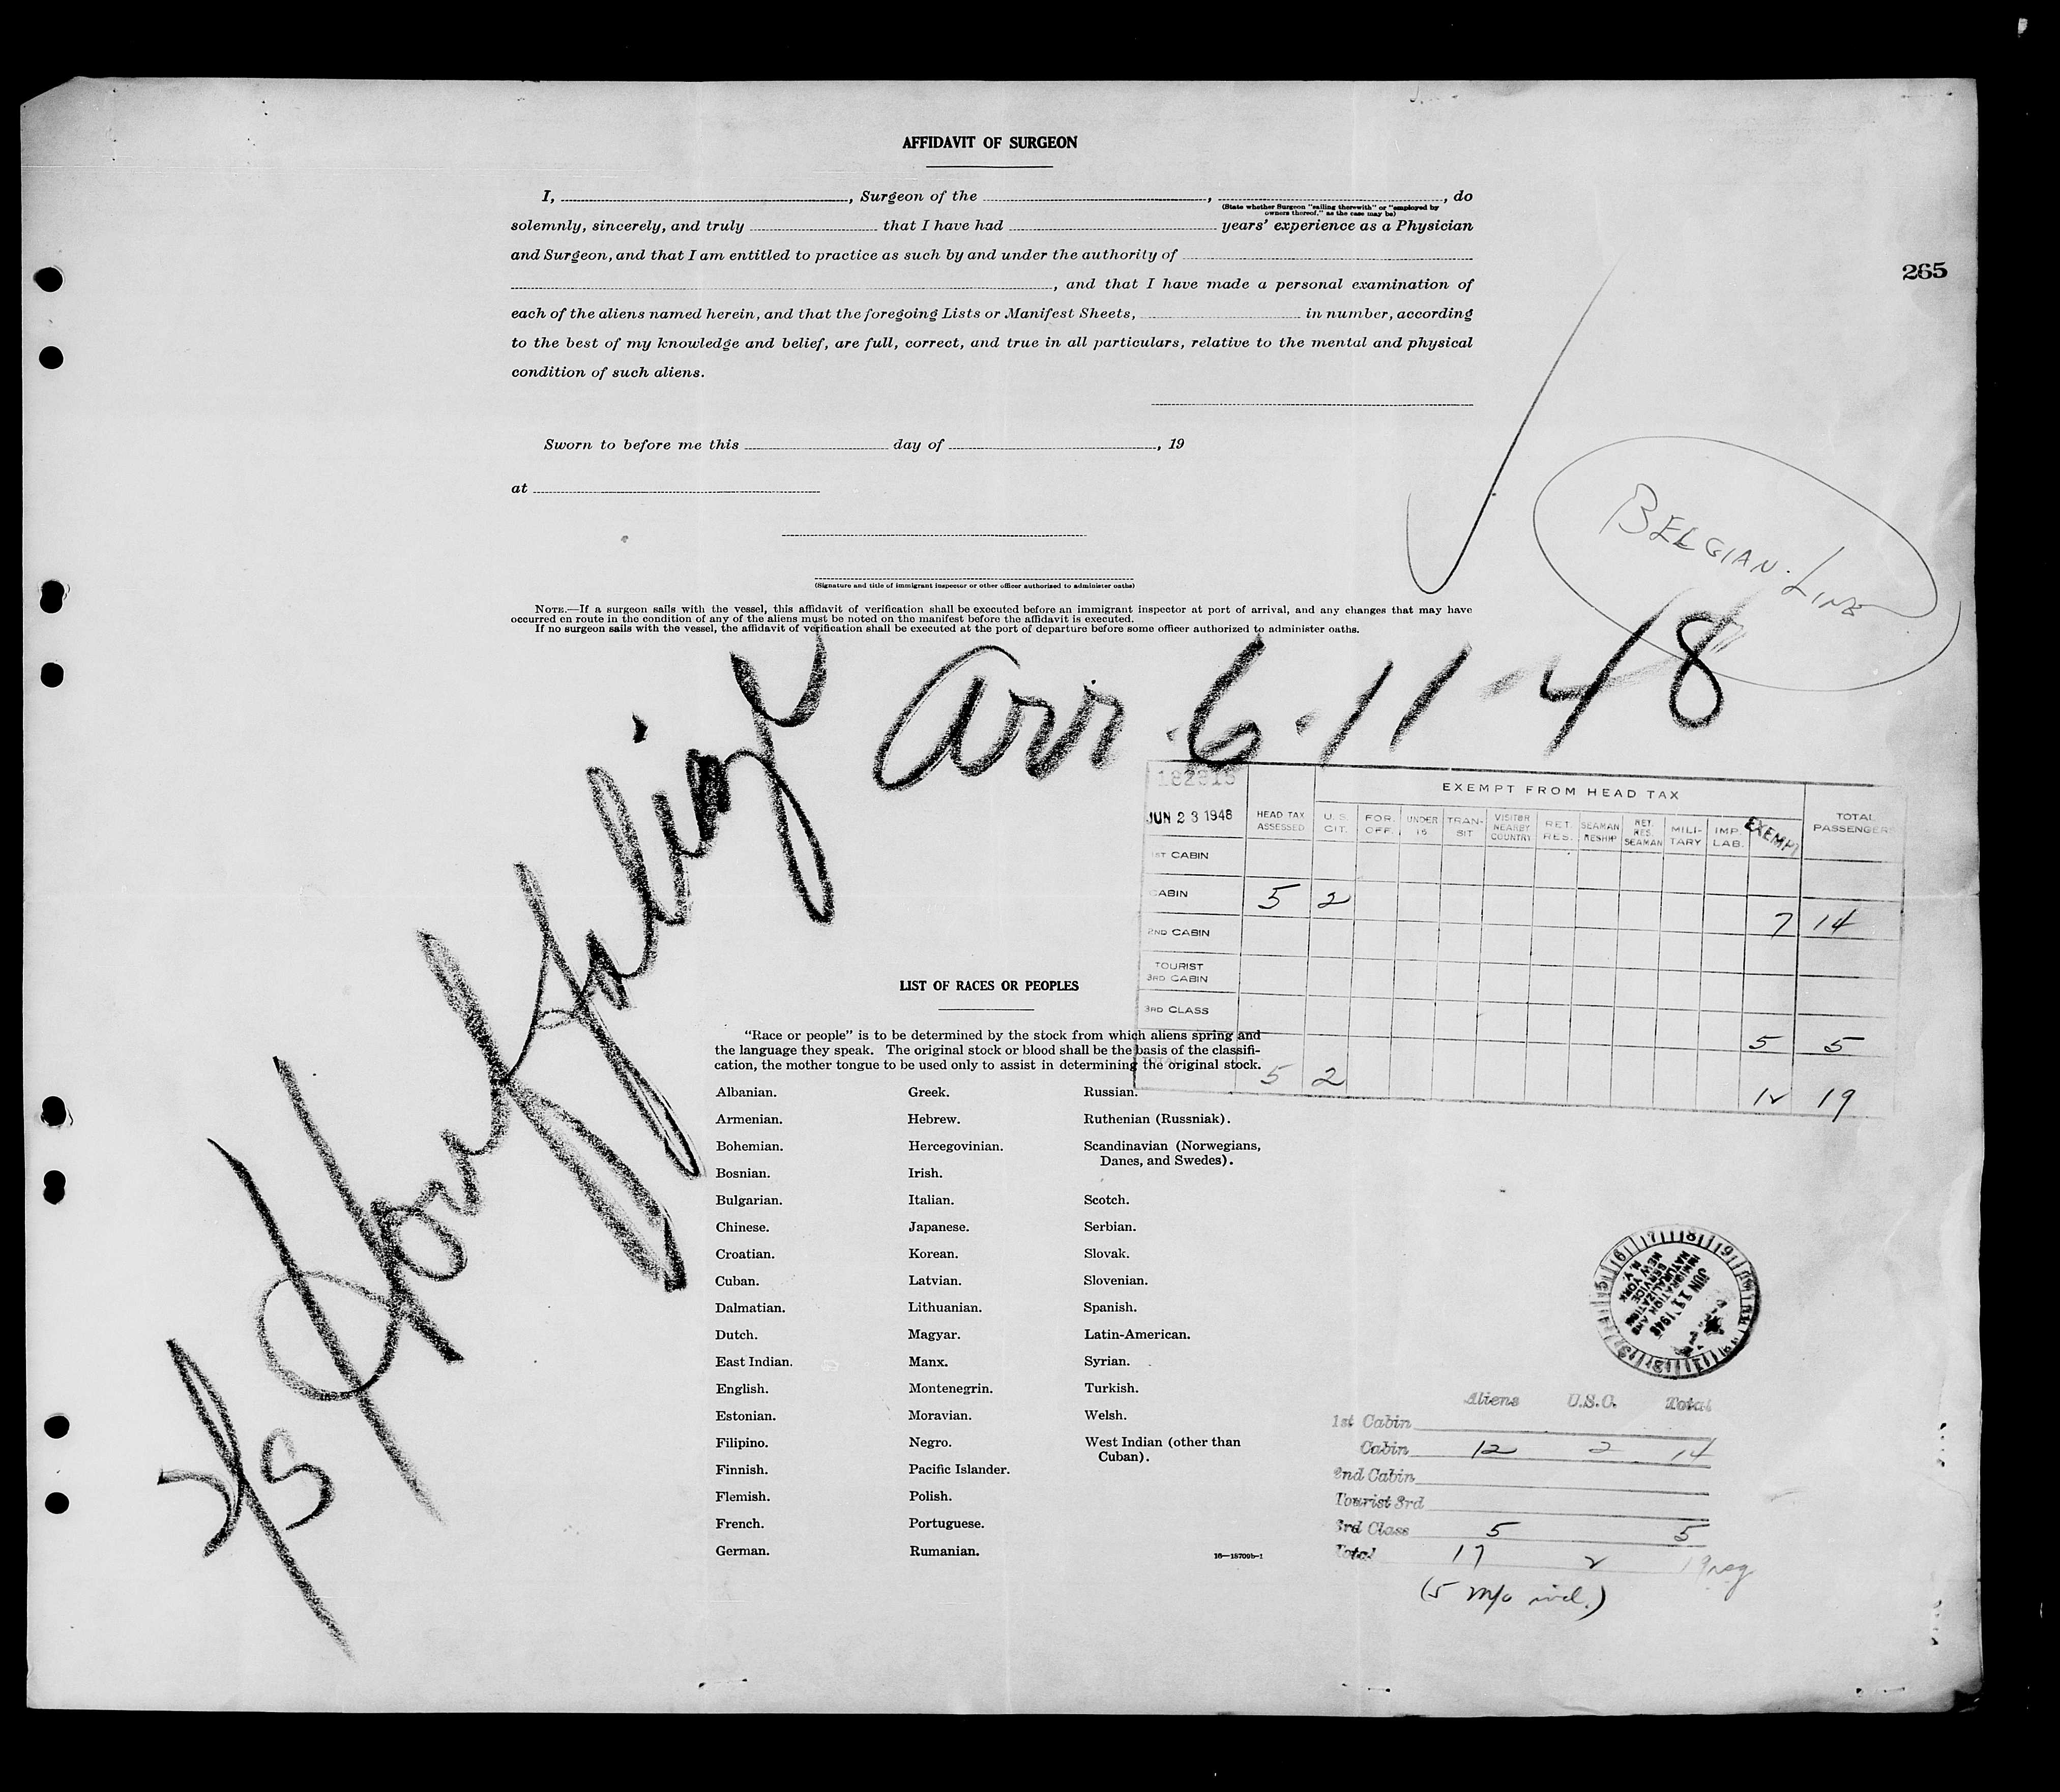 AFFIDAVIT OF SURGEON
I, , Surgeon of the , , do
(State whether Surgeon "sailing therewith" or "employed by
owners thereof," as the case may be)
solemnly, sincerely, and truly that I have had years' experience as a Physician
and Surgeon, and that I am entitled to practice as such by and under the authority of
, and that I have made a personal examination of
each of the aliens named herein, and that the foregoing Lists or Manifest Sheets, in number, according
to the best of my knowledge and belief, are full, correct, and true in all particulars, relative to the mental and physical
condition of such aliens.
265
Sworn to before me this day of , 19
at
BELGIAN. LINE
(Signature and title of immigrant inspector or other officer authorized to administer oaths)
NOTE.—If a surgeon sails with the vessel, this affidavit of verification shall be executed before an immigrant inspector at port of arrival, and any changes that may have
occurred en route in the condition of any of the aliens must be noted on the manifest before the affidavit is executed.
If no surgeon sails with the vessel, the affidavit of verification shall be executed at the port of departure before some officer authorized to administer oaths.
arr. 6-11-48
JUN 23 1948
EXEMPT FROM HEAD TAX
HEAD TAX ASSESSED U.S. CIT. FOR. OFF. UNDER 16 TRANSIT VISITOR NEARBY COUNTRY RET. RES. SEAMAN RESHIP RET. RES. SEAMAN MILITARY IMP. LAB. EXEMPT TOTAL PASSENGERS
1ST CABIN
CABIN 5 2 7 14
2ND CABIN
TOURIST 3RD CABIN
3RD CLASS
5 5
TOTAL 5 2 12 19
LIST OF RACES OR PEOPLES
"Race or people" is to be determined by the stock from which aliens spring and
the language they speak. The original stock or blood shall be the basis of the classifi-
cation, the mother tongue to be used only to assist in determining the original stock.
Albanian. Greek. Russian.
Armenian. Hebrew. Ruthenian (Russniak).
Bohemian. Hercegovinian. Scandinavian (Norwegians,
Danes, and Swedes).
Bosnian. Irish.
Bulgarian. Italian. Scotch.
Chinese. Japanese. Serbian.
Croatian. Korean. Slovak.
Cuban. Latvian. Slovenian.
Dalmatian. Lithuanian. Spanish.
Dutch. Magyar. Latin-American.
East Indian. Manx. Syrian.
English. Montenegrin. Turkish.
Estonian. Moravian. Welsh.
Filipino. Negro. West Indian (other than
Cuban).
Finnish. Pacific Islander.
Flemish. Polish.
French. Portuguese.
German. Rumanian.
16—18709b-1
IMMIGRATION AND
NATURALIZATION
SERVICE
NEW YORK
N.Y.
JUN 11 1948
Aliens U.S.C. Total
1st Cabin
Cabin 12 2 14
2nd Cabin
Tourist 3rd
3rd Class 5 5
Total 17 2 19
(5 m/o incl.)